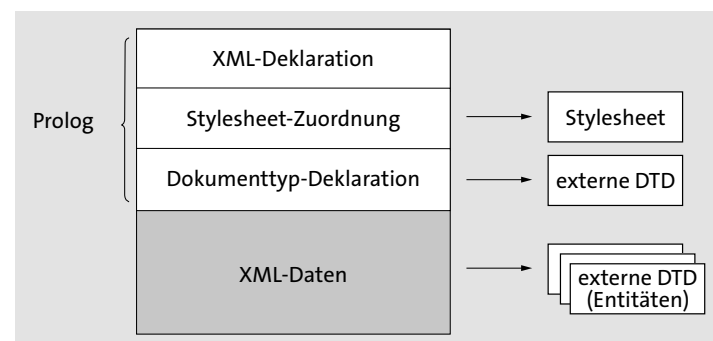 XML-Deklaration
Prolog
Stylesheet-Zuordnung
Stylesheet
Dokumenttyp-Deklaration
externe DTD
XML-Daten
externe DTD
(Entitäten)